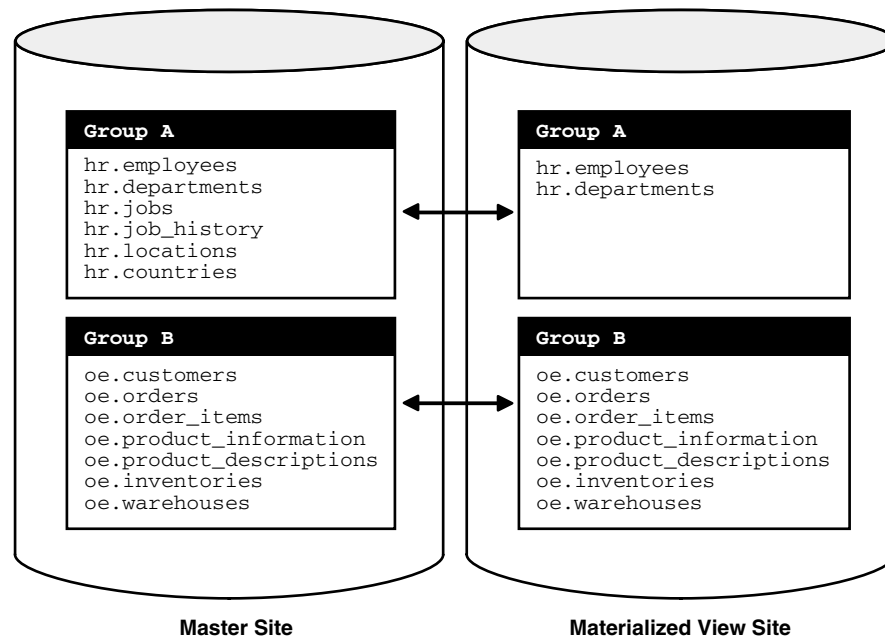 Group A
hr.employees
hr.departments
hr.jobs
hr.job_history
hr.locations
hr.countries
Group B
oe.customers
oe.orders
oe.order_items
oe.product_information
oe.product_descriptions
oe.inventories
oe.warehouses
Master Site
Group A
hr.employees
hr.departments
Group B
oe.customers
oe.orders
oe.order_items
oe.product_information
oe.product_descriptions
oe.inventories
oe.warehouses
Materialized View Site